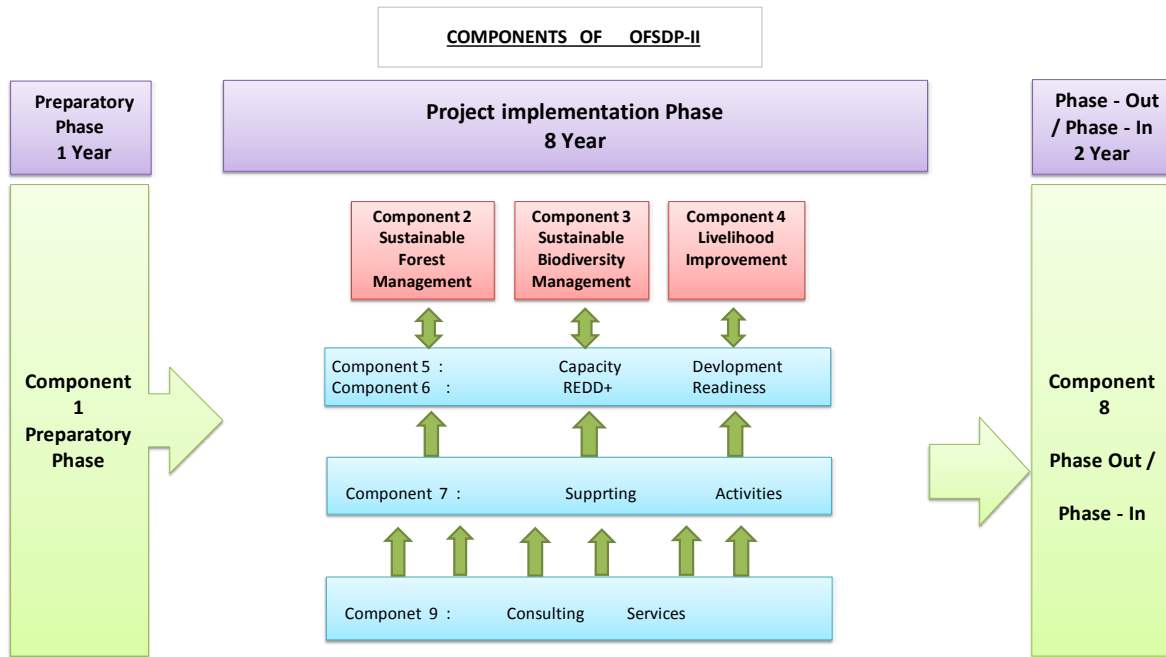 COMPONENTS OF OFSDP-II
Preparatory
Phase
1 Year
Project implementation Phase
8 Year
Phase - Out
/ Phase - In
2 Year
Component
1
Preparatory
Phase
Component 2
Sustainable
Forest
Management
Component 3
Sustainable
Biodiversity
Management
Component 4
Livelihood
Improvement
Component 5 : Capacity Devlopment
Component 6 : REDD+ Readiness
Component 7 : Supprting Activities
Componet 9 : Consulting Services
Component
8
Phase Out /
Phase - In